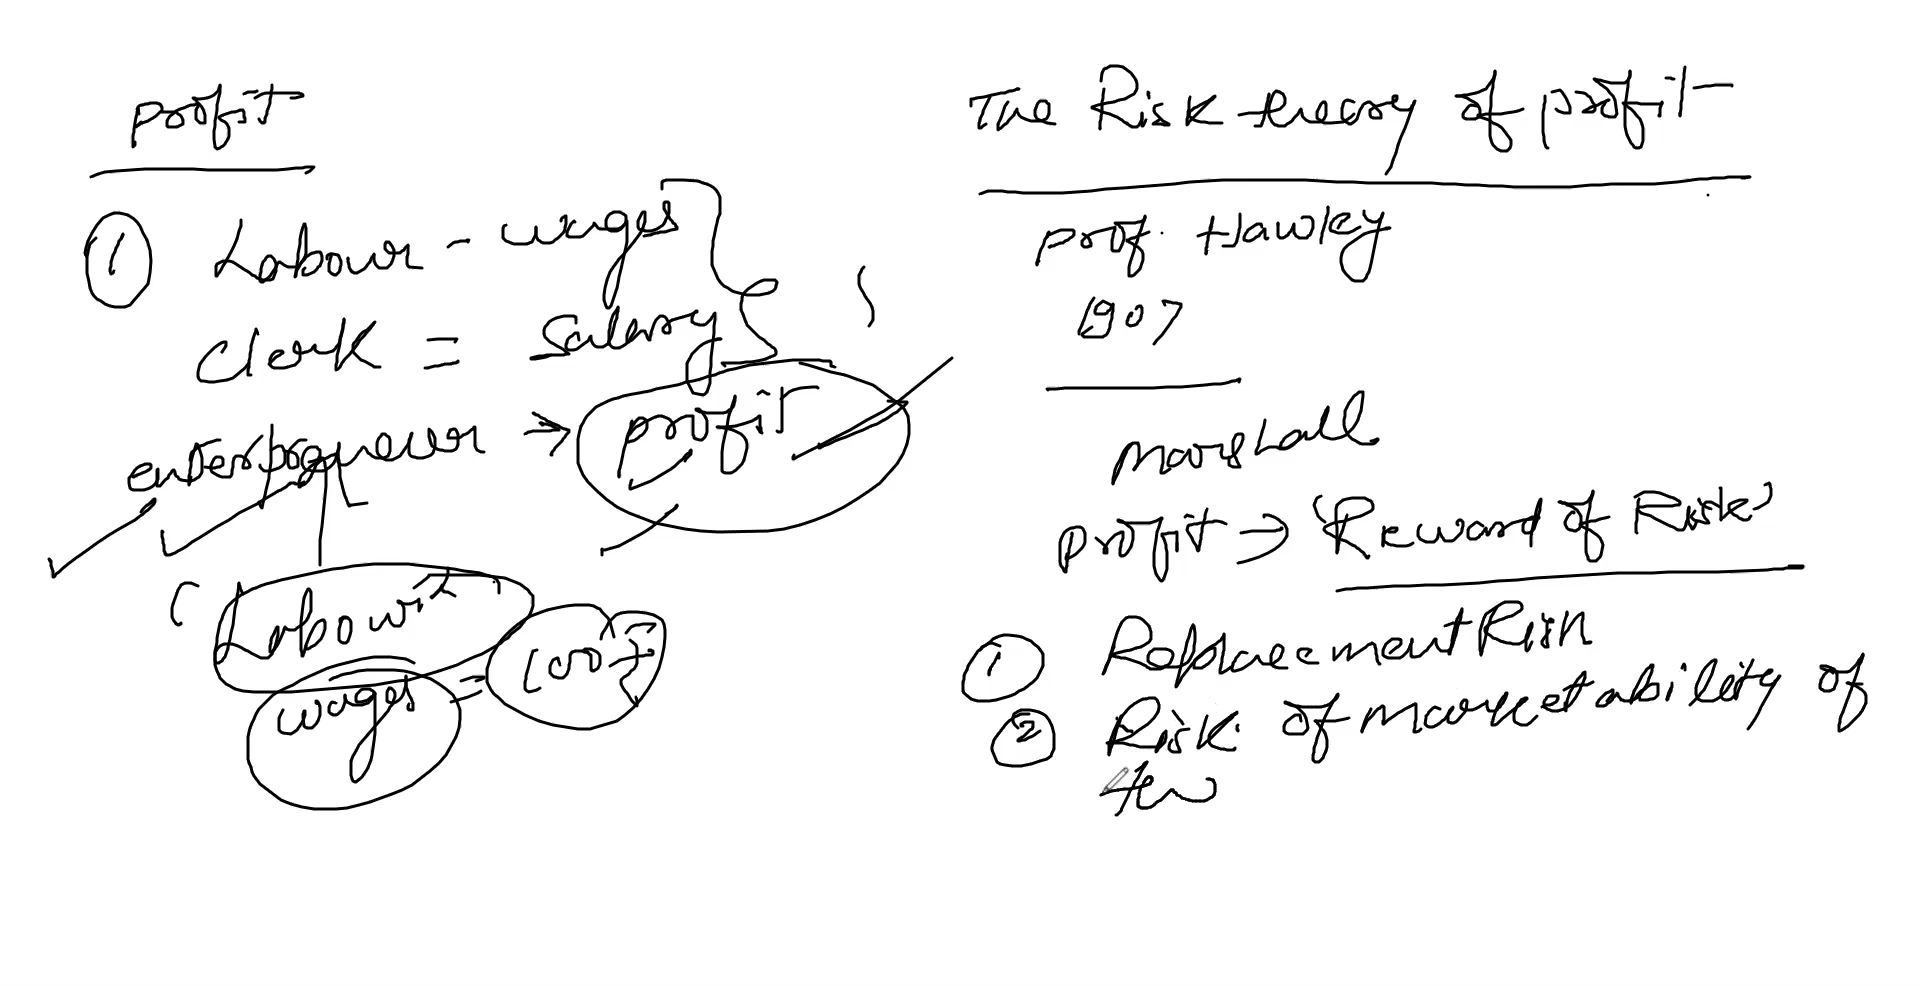 profit
1 Labour - wages
clerk = salary
enterprqneuer → profit
Labour
wages = 100
The Risk theory of profit
prof. Hawley
1907
marshall
profit → 'Reward of Risk'
1 Replacement Risk
2 Risk of marketability of